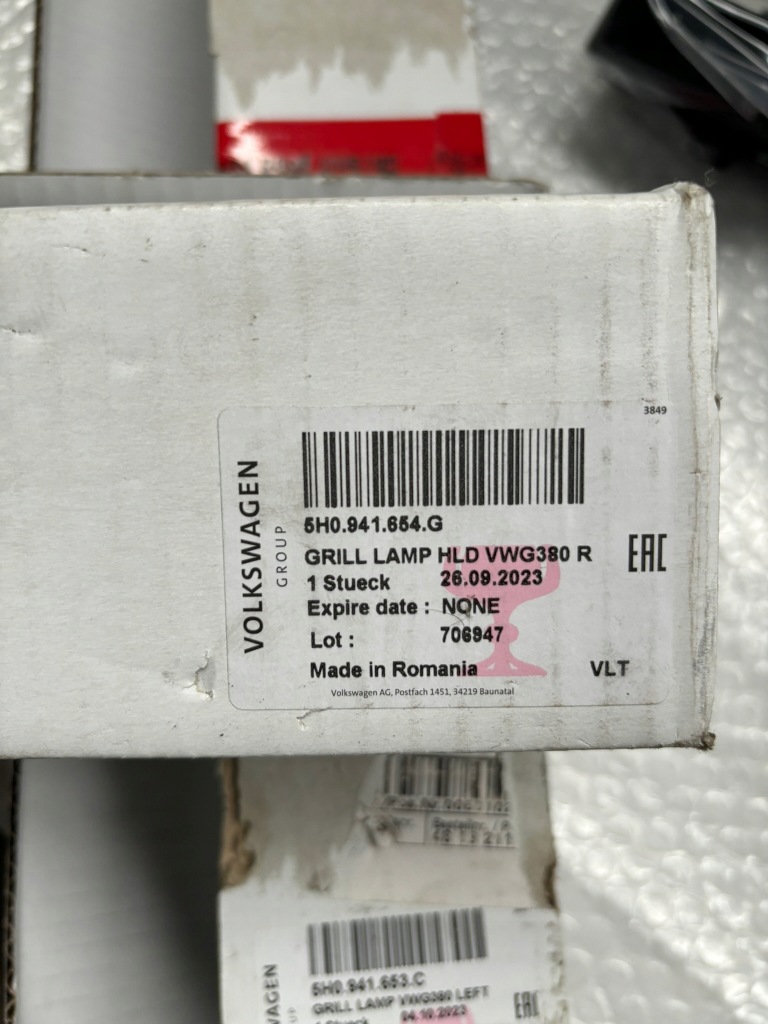 3849
VOLKSWAGEN
GROUP
5H0.941.654.G
GRILL LAMP HLD VWG380 R
EAC
1 Stueck 26.09.2023
Expire date : NONE
Lot : 706947
Made in Romania VLT
Volkswagen AG, Postfach 1451, 34219 Baunatal
5H0.941.653.C
GRILL LAMP VWG380 LEFT
EAC
1 Stueck 04.10.2023